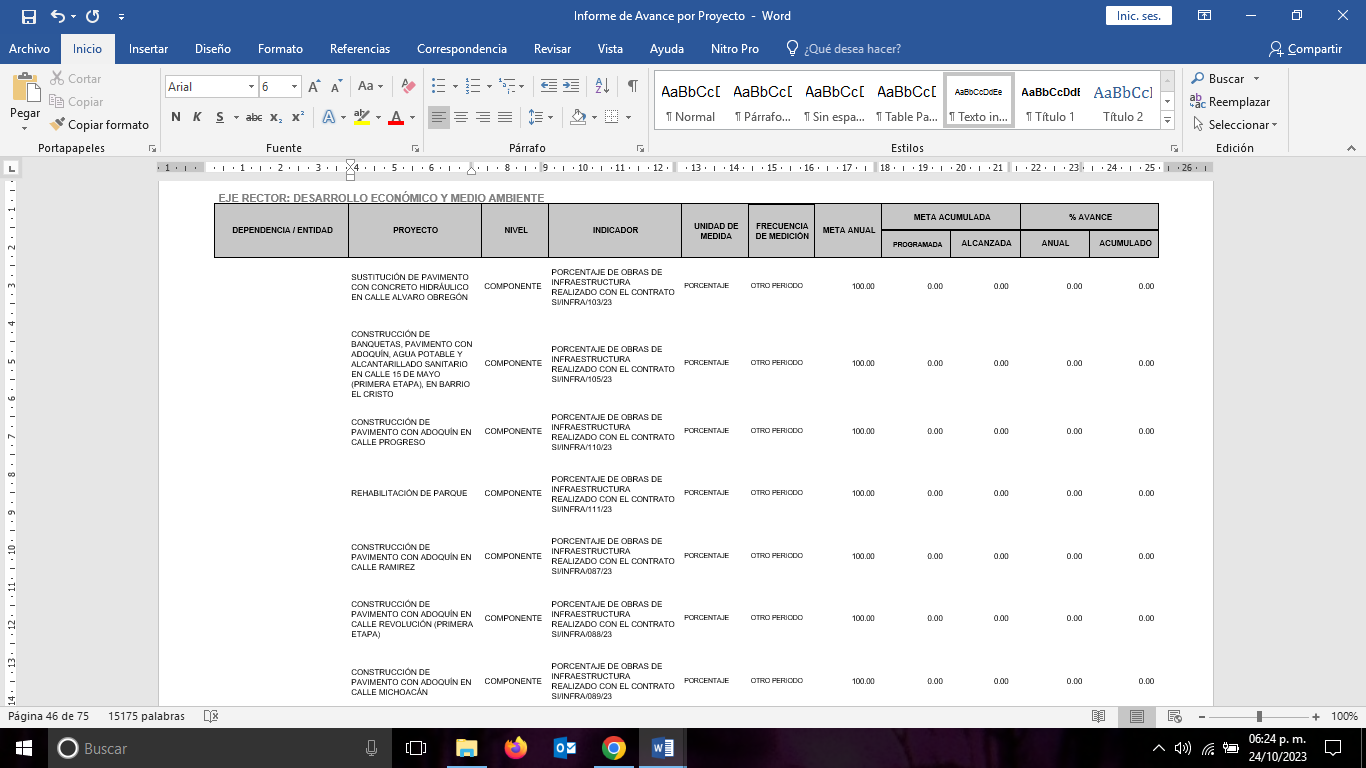 Informe de Avance por Proyecto - Word
Inic. ses.
Archivo Inicio Insertar Diseño Formato Referencias Correspondencia Revisar Vista Ayuda Nitro Pro ¿Qué desea hacer? Compartir
Pegar
Cortar
Copiar
Copiar formato
Portapapeles
Arial 6
N K S abc x₂ x²
Fuente
Párrafo
AaBbCcD AaBbCcD AaBbCcD AaBbCcD AaBbCcDdEe AaBbCcDdE AaBbCcI
¶ Normal ¶ Párrafo... ¶ Sin espa... ¶ Table Pa... ¶ Texto in... ¶ Título 1 Título 2
Estilos
Buscar
Reemplazar
Seleccionar
Edición
EJE RECTOR: DESARROLLO ECONÓMICO Y MEDIO AMBIENTE
DEPENDENCIA / ENTIDAD
PROYECTO
NIVEL
INDICADOR
UNIDAD DE
MEDIDA
FRECUENCIA
DE MEDICIÓN
META ANUAL
META ACUMULADA
PROGRAMADA ALCANZADA
% AVANCE
ANUAL ACUMULADO
SUSTITUCIÓN DE PAVIMENTO
CON CONCRETO HIDRÁULICO
EN CALLE ALVARO OBREGÓN
COMPONENTE
PORCENTAJE DE OBRAS DE
INFRAESTRUCTURA
REALIZADO CON EL CONTRATO
SI/INFRA/103/23
PORCENTAJE OTRO PERIODO 100.00 0.00 0.00 0.00 0.00
CONSTRUCCIÓN DE
BANQUETAS, PAVIMENTO CON
ADOQUÍN, AGUA POTABLE Y
ALCANTARILLADO SANITARIO
EN CALLE 15 DE MAYO
(PRIMERA ETAPA), EN BARRIO
EL CRISTO
COMPONENTE
PORCENTAJE DE OBRAS DE
INFRAESTRUCTURA
REALIZADO CON EL CONTRATO
SI/INFRA/105/23
PORCENTAJE OTRO PERIODO 100.00 0.00 0.00 0.00 0.00
CONSTRUCCIÓN DE
PAVIMENTO CON ADOQUÍN EN
CALLE PROGRESO
COMPONENTE
PORCENTAJE DE OBRAS DE
INFRAESTRUCTURA
REALIZADO CON EL CONTRATO
SI/INFRA/110/23
PORCENTAJE OTRO PERIODO 100.00 0.00 0.00 0.00 0.00
REHABILITACIÓN DE PARQUE
COMPONENTE
PORCENTAJE DE OBRAS DE
INFRAESTRUCTURA
REALIZADO CON EL CONTRATO
SI/INFRA/111/23
PORCENTAJE OTRO PERIODO 100.00 0.00 0.00 0.00 0.00
CONSTRUCCIÓN DE
PAVIMENTO CON ADOQUÍN EN
CALLE RAMIREZ
COMPONENTE
PORCENTAJE DE OBRAS DE
INFRAESTRUCTURA
REALIZADO CON EL CONTRATO
SI/INFRA/087/23
PORCENTAJE OTRO PERIODO 100.00 0.00 0.00 0.00 0.00
CONSTRUCCIÓN DE
PAVIMENTO CON ADOQUÍN EN
CALLE REVOLUCIÓN (PRIMERA
ETAPA)
COMPONENTE
PORCENTAJE DE OBRAS DE
INFRAESTRUCTURA
REALIZADO CON EL CONTRATO
SI/INFRA/088/23
PORCENTAJE OTRO PERIODO 100.00 0.00 0.00 0.00 0.00
CONSTRUCCIÓN DE
PAVIMENTO CON ADOQUÍN EN
CALLE MICHOACÁN
COMPONENTE
PORCENTAJE DE OBRAS DE
INFRAESTRUCTURA
REALIZADO CON EL CONTRATO
SI/INFRA/089/23
PORCENTAJE OTRO PERIODO 100.00 0.00 0.00 0.00 0.00
Página 46 de 75 15175 palabras 100%
Buscar
06:24 p. m.
24/10/2023